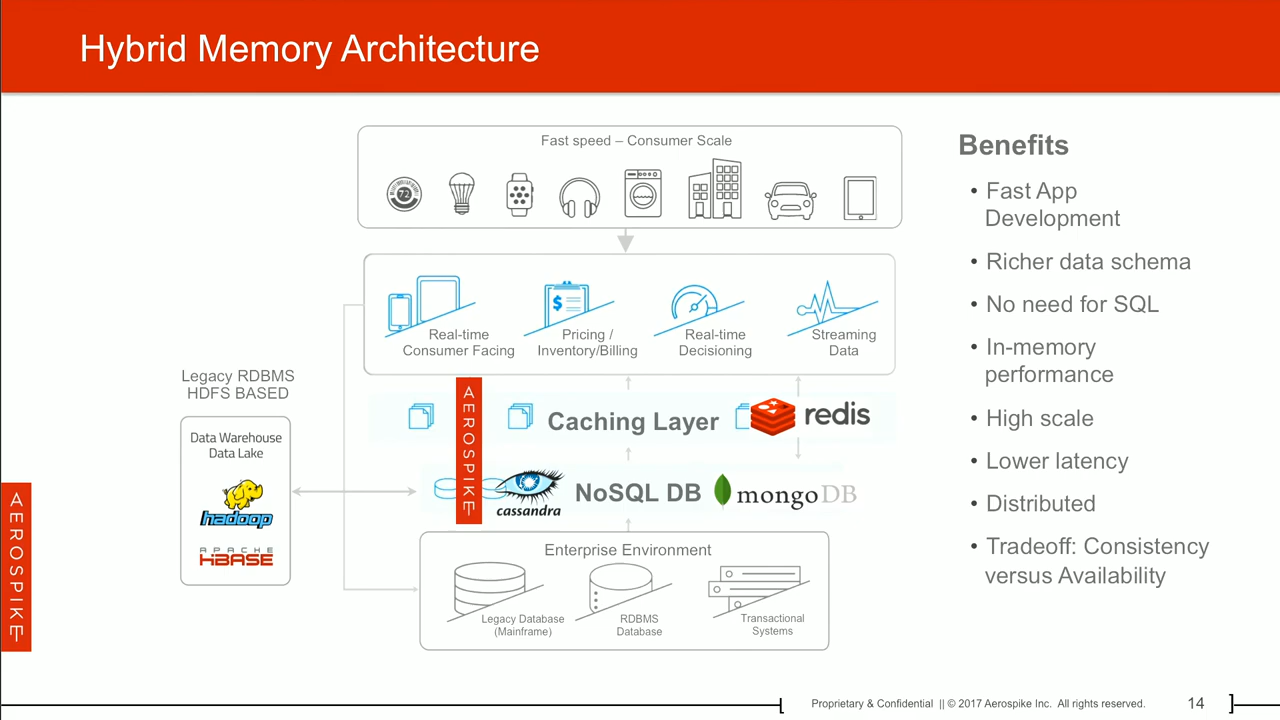 Hybrid Memory Architecture
Fast speed – Consumer Scale
72
Real-time
Consumer Facing
$
Pricing /
Inventory/Billing
Real-time
Decisioning
Streaming
Data
Legacy RDBMS
HDFS BASED
Data Warehouse
Data Lake
hadoop
APACHE
HBASE
AEROSPIKE
Caching Layer
redis
cassandra
NoSQL DB
mongoDB
Enterprise Environment
Legacy Database
(Mainframe)
RDBMS
Database
Transactional
Systems
Benefits
• Fast App
Development
• Richer data schema
• No need for SQL
• In-memory
performance
• High scale
• Lower latency
• Distributed
• Tradeoff: Consistency
versus Availability
AEROSPIKE
Proprietary & Confidential || © 2017 Aerospike Inc. All rights reserved.
14